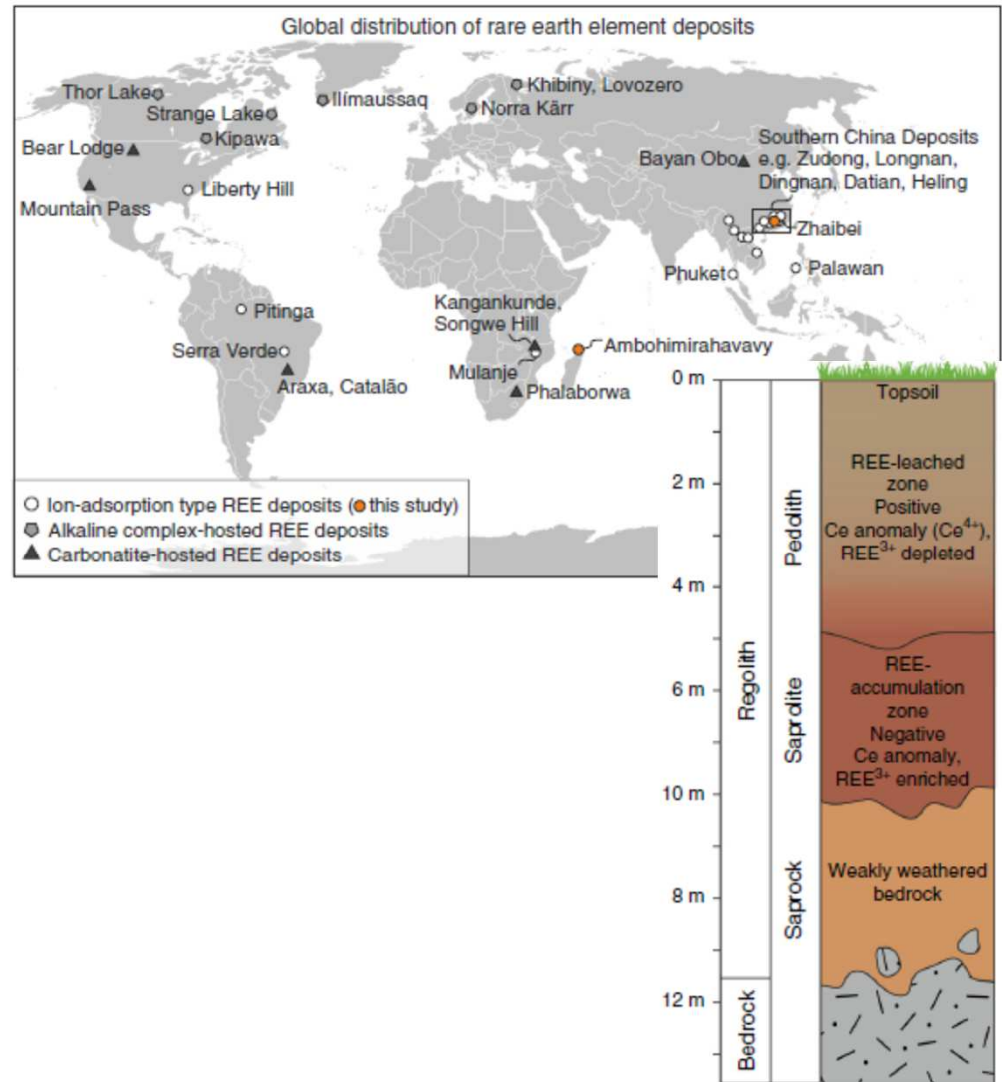 Global distribution of rare earth element deposits
Thor Lake
Strange Lake
Kipawa
Bear Lodge
Mountain Pass
Liberty Hill
Ilímaussaq
Khibiny, Lovozero
Norra Kärr
Bayan Obo
Southern China Deposits
e.g. Zudong, Longnan,
Dingnan, Datian, Heling
Zhaibei
Phuket
Palawan
Pitinga
Serra Verde
Araxa, Catalão
Kangankunde,
Songwe Hill
Mulanje
Ambohimirahavavy
Phalaborwa
Ion-adsorption type REE deposits (this study)
Alkaline complex-hosted REE deposits
Carbonatite-hosted REE deposits
0 m
2 m
4 m
6 m
10 m
8 m
12 m
Regolith
Bedrock
Peddolith
Saprolite
Saprock
Topsoil
REE-leached
zone
Positive
Ce anomaly (Ce4+),
REE3+ depleted
REE-
accumulation
zone
Negative
Ce anomaly,
REE3+ enriched
Weakly weathered
bedrock